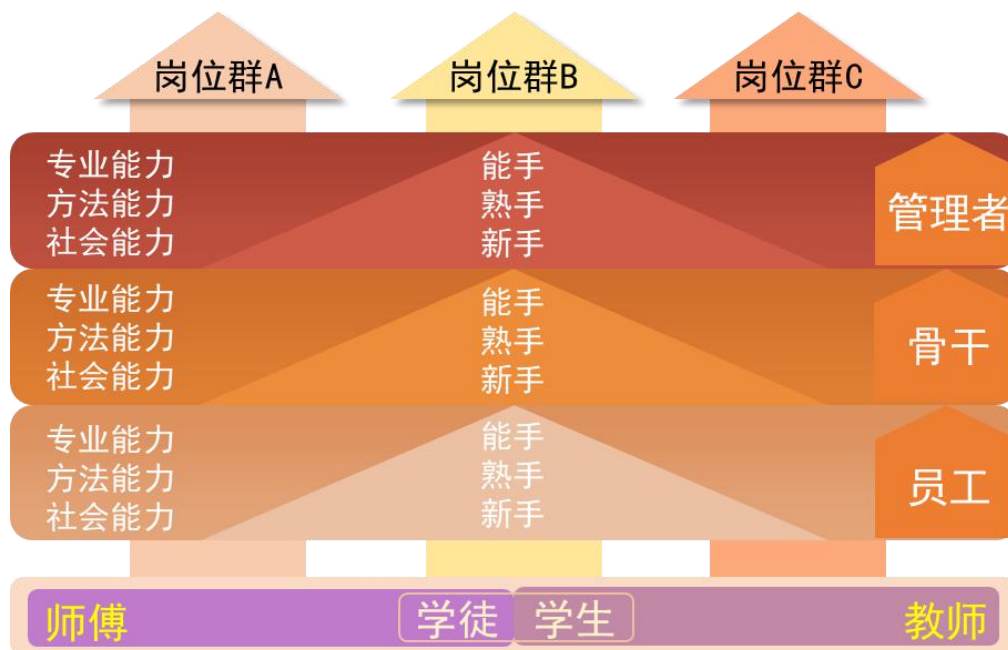 岗位群A 岗位群B 岗位群C
专业能力 能手
方法能力 熟手 管理者
社会能力 新手
专业能力 能手
方法能力 熟手 骨干
社会能力 新手
专业能力 能手
方法能力 熟手 员工
社会能力 新手
师傅 学徒 学生 教师